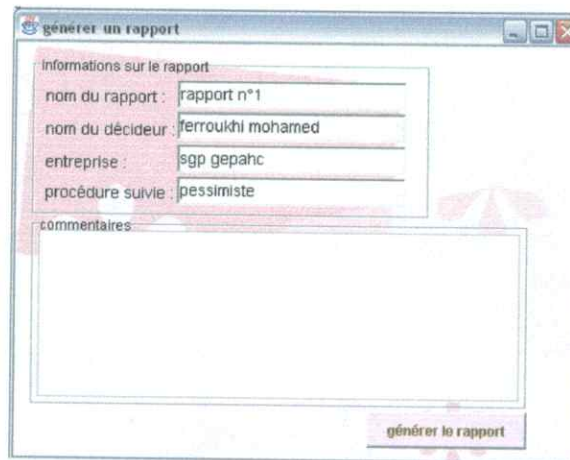 générer un rapport
Informations sur le rapport
nom du rapport : rapport n°1
nom du décideur : ferroukhi mohamed
entreprise : sgp gepahc
procédure suivie : pessimiste
commentaires
générer le rapport